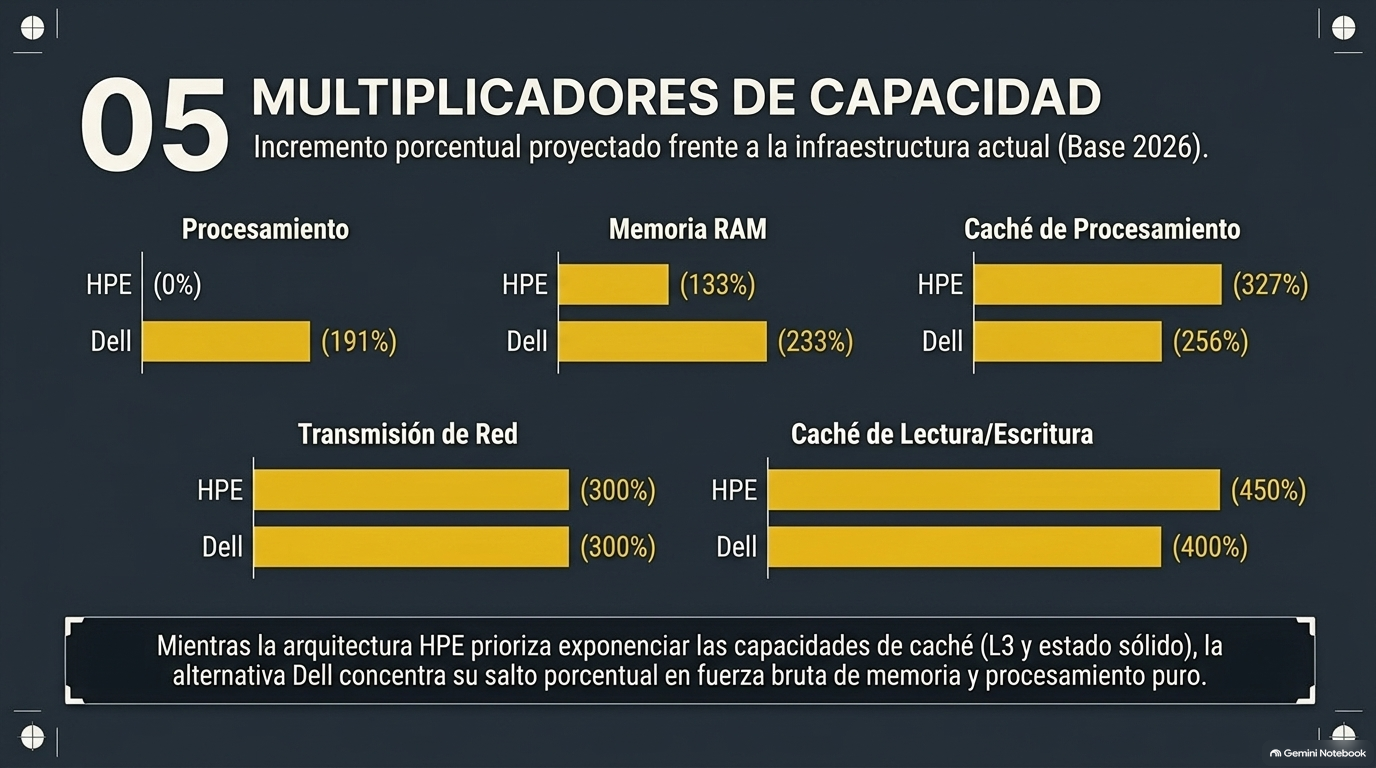 05
MULTIPLICADORES DE CAPACIDAD
Incremento porcentual proyectado frente a la infraestructura actual (Base 2026).
Procesamiento
HPE (0%)
Dell (191%)
Memoria RAM
HPE (133%)
Dell (233%)
Caché de Procesamiento
HPE (327%)
Dell (256%)
Transmisión de Red
HPE (300%)
Dell (300%)
Caché de Lectura/Escritura
HPE (450%)
Dell (400%)
Mientras la arquitectura HPE prioriza exponenciar las capacidades de caché (L3 y estado sólido), la
alternativa Dell concentra su salto porcentual en fuerza bruta de memoria y procesamiento puro.
Gemini Notebook